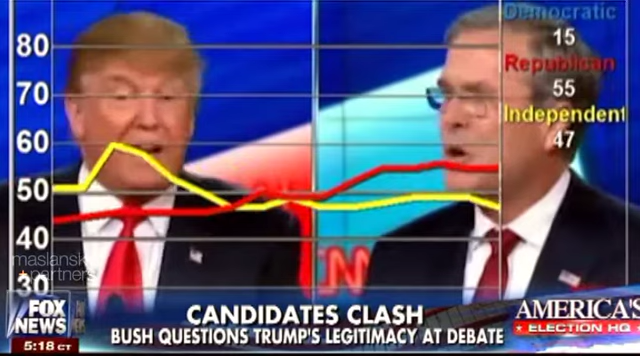 Democratic
15
Republican
55
Independent
47
80
70
60
50
40
30
maslansky
+partners
CNN
FOX
NEWS
5:18 CT
CANDIDATES CLASH
BUSH QUESTIONS TRUMP'S LEGITIMACY AT DEBATE
AMERICA'S
ELECTION HQ